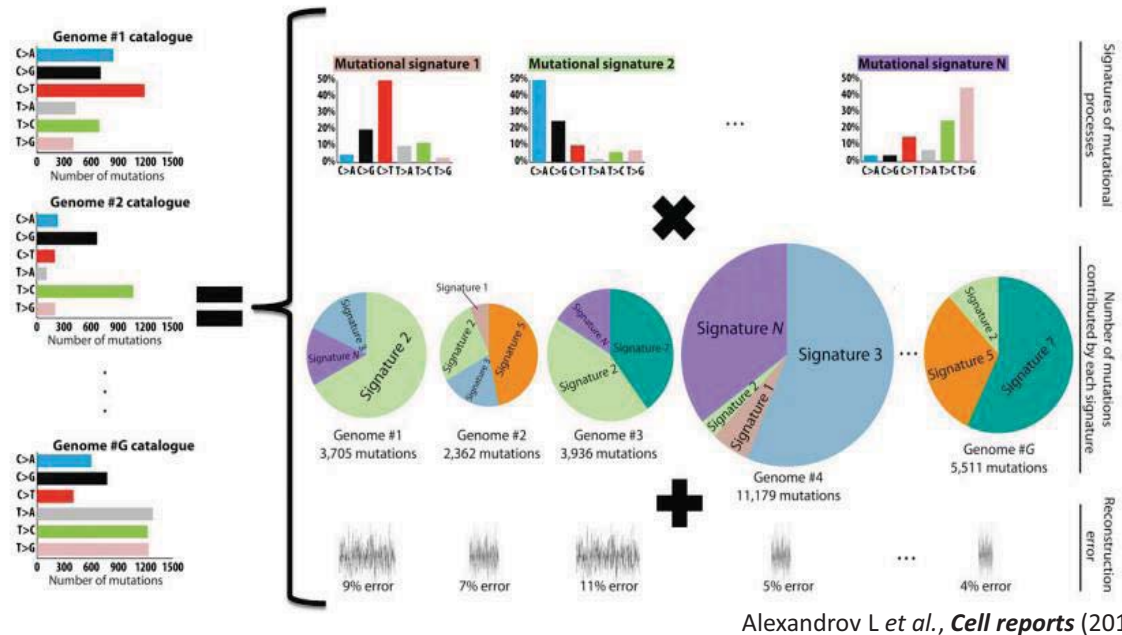 Genome #1 catalogue
C>A
C>G
C>T
T>A
T>C
T>G
0 300 600 900 1200 1500
Number of mutations
Genome #2 catalogue
C>A
C>G
C>T
T>A
T>C
T>G
0 300 600 900 1200 1500
Number of mutations
Genome #G catalogue
C>A
C>G
C>T
T>A
T>C
T>G
0 300 600 900 1200 1500
Number of mutations
Mutational signature 1
50%
40%
30%
20%
10%
0%
C>A C>G C>T T>A T>C T>G
Mutational signature 2
50%
40%
30%
20%
10%
0%
C>A C>G C>T T>A T>C T>G
...
Mutational signature N
50%
40%
30%
20%
10%
0%
C>A C>G C>T T>A T>C T>G
Signatures of mutational
processes
Signature 3
Signature N
Signature 2
Genome #1
3,705 mutations
Signature 1
Signature 2
Signature 5
Signature 3
Genome #2
2,362 mutations
Signature N
Signature-7
Signature 2
Genome #3
3,936 mutations
Signature N
Signature 3
Signature 2
Signature 1
Genome #4
11,179 mutations
...
Signature 2
Signature 5
Signature 7
Genome #G
5,511 mutations
Number of mutations
contributed by each signature
9% error
7% error
11% error
5% error
...
4% error
Reconstruction
error
Alexandrov L et al., Cell reports (201